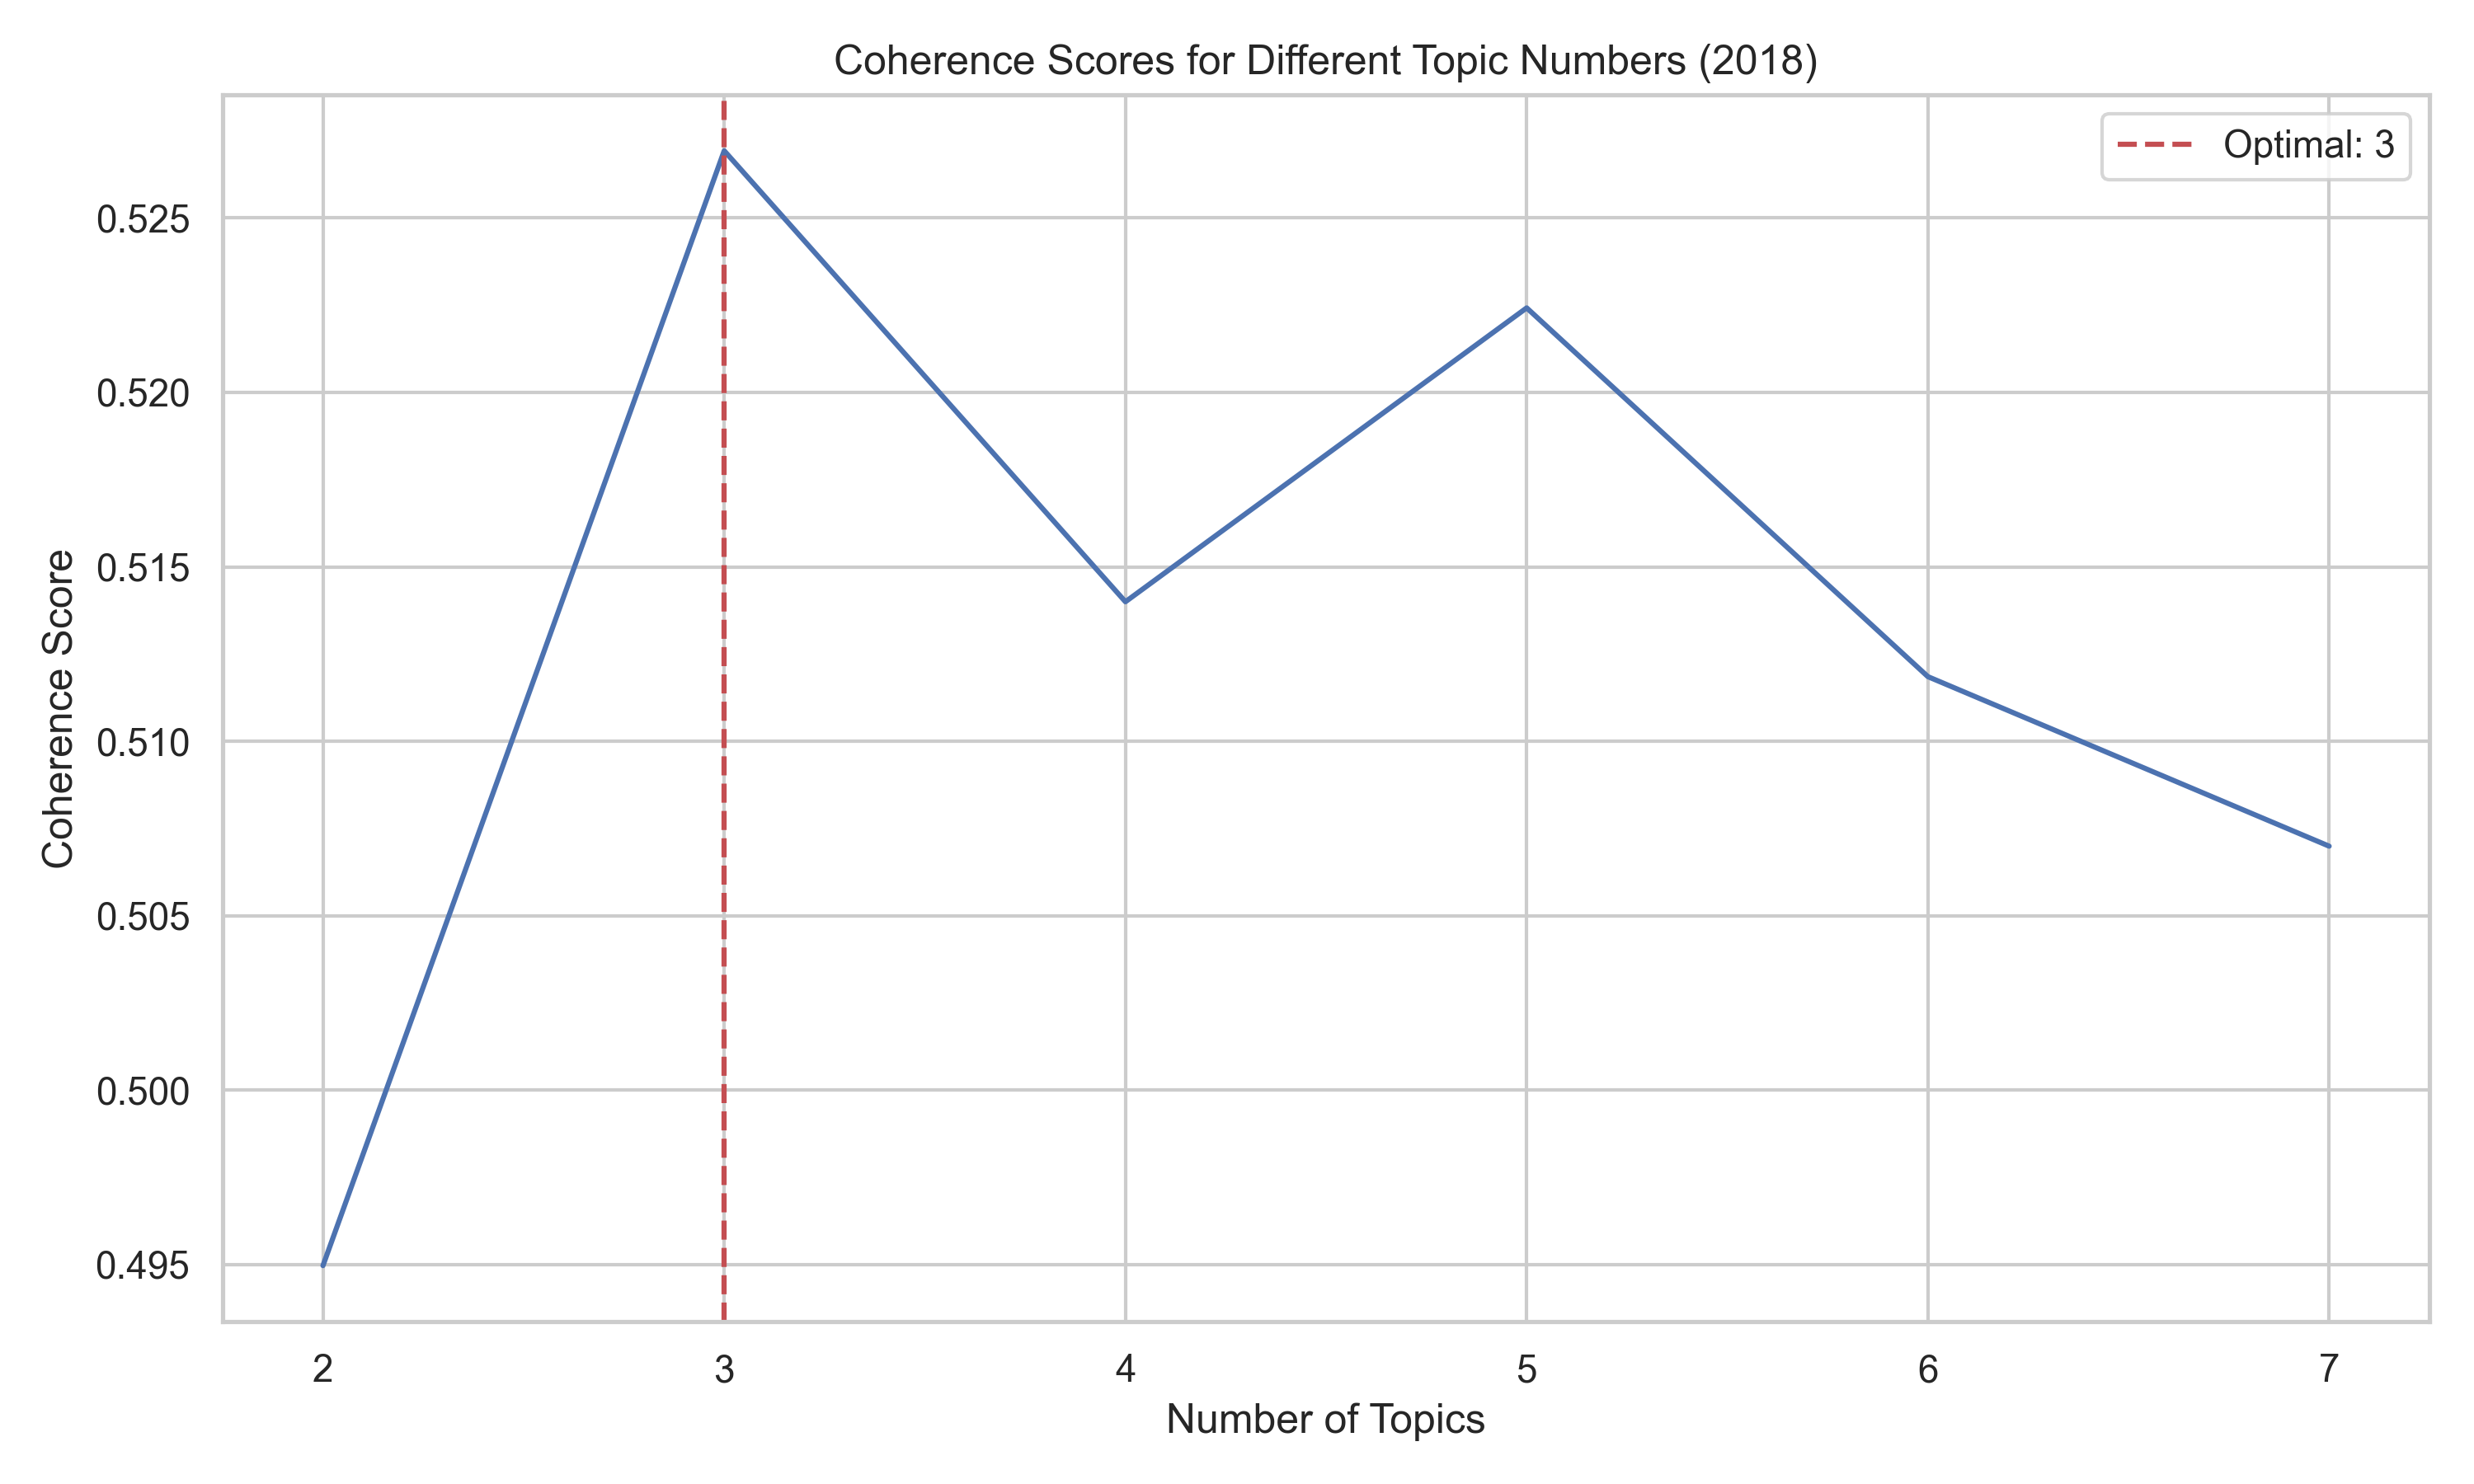 Coherence Scores for Different Topic Numbers (2018)
Optimal: 3
Coherence Score
0.525
0.520
0.515
0.510
0.505
0.500
0.495
2 3 4 5 6 7
Number of Topics